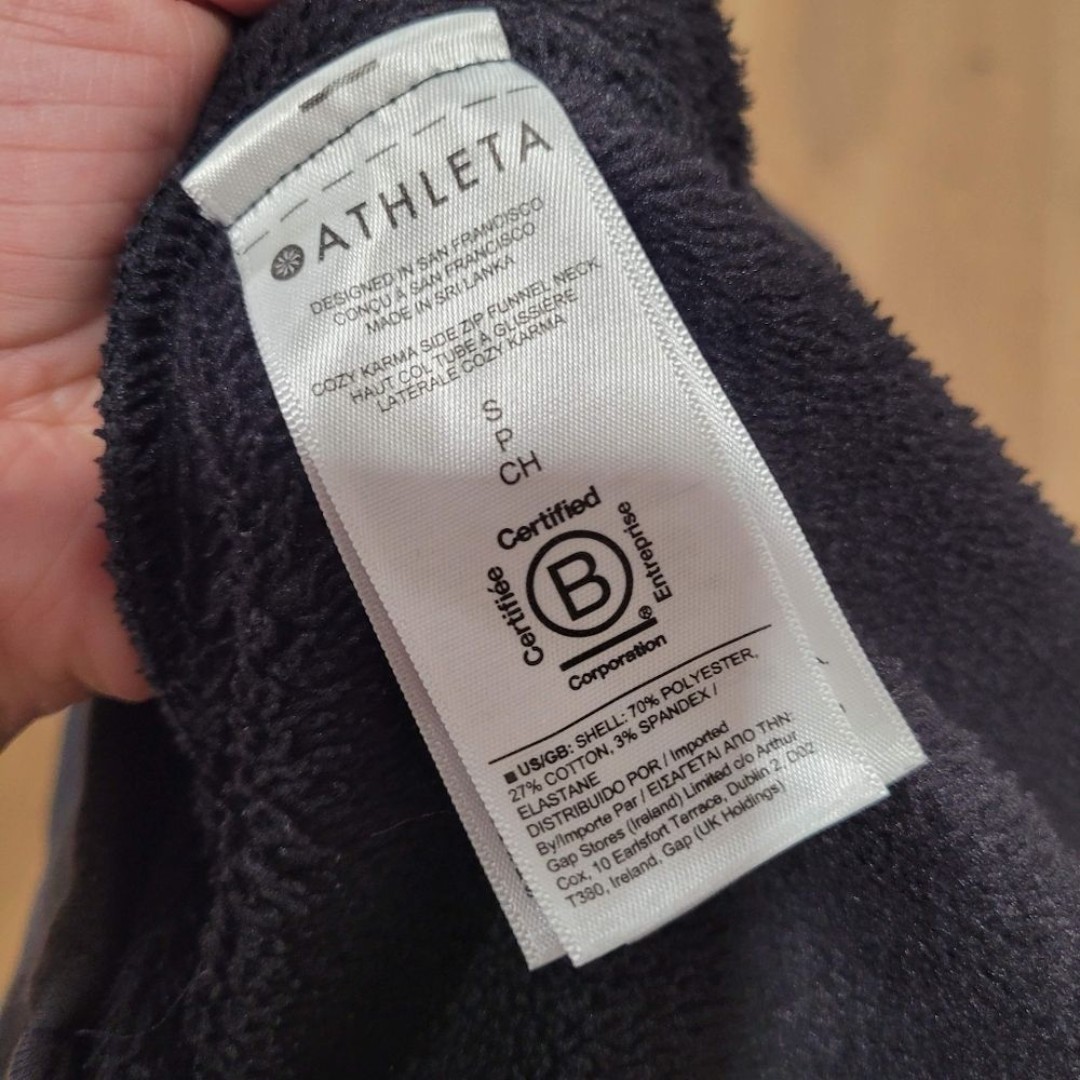 ATHLETA
DESIGNED IN SAN FRANCISCO
CONÇU À SAN FRANCISCO
MADE IN SRI LANKA
COZY KARMA SIDE ZIP FUNNEL NECK
HAUT COL TUBE À GLISSIÈRE
LATERALE COZY KARMA
S
P
CH
Certified
Certifiée
B
Entreprise
®
Corporation
■ US/GB: SHELL: 70% POLYESTER,
27% COTTON, 3% SPANDEX /
ELASTANE
DISTRIBUIDO POR / Imported
By/Importe Par / ΕΙΣΑΓΕΤΑΙ ΑΠΟ ΤΗΝ:
Gap Stores (Ireland) Limited c/o Arthur
Cox, 10 Earlsfort Terrace, Dublin 2, D02
T380, Ireland, Gap (UK Holdings)